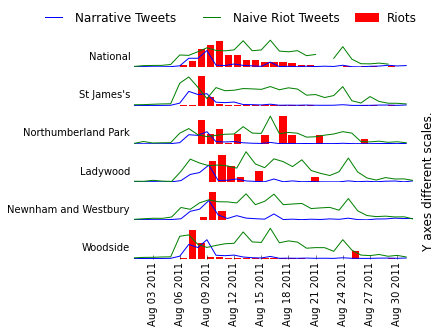 Narrative Tweets Naive Riot Tweets Riots
National
St James's
Northumberland Park
Ladywood
Newnham and Westbury
Woodside
Y axes different scales.
Aug 03 2011 Aug 06 2011 Aug 09 2011 Aug 12 2011 Aug 15 2011 Aug 18 2011 Aug 21 2011 Aug 24 2011 Aug 27 2011 Aug 30 2011